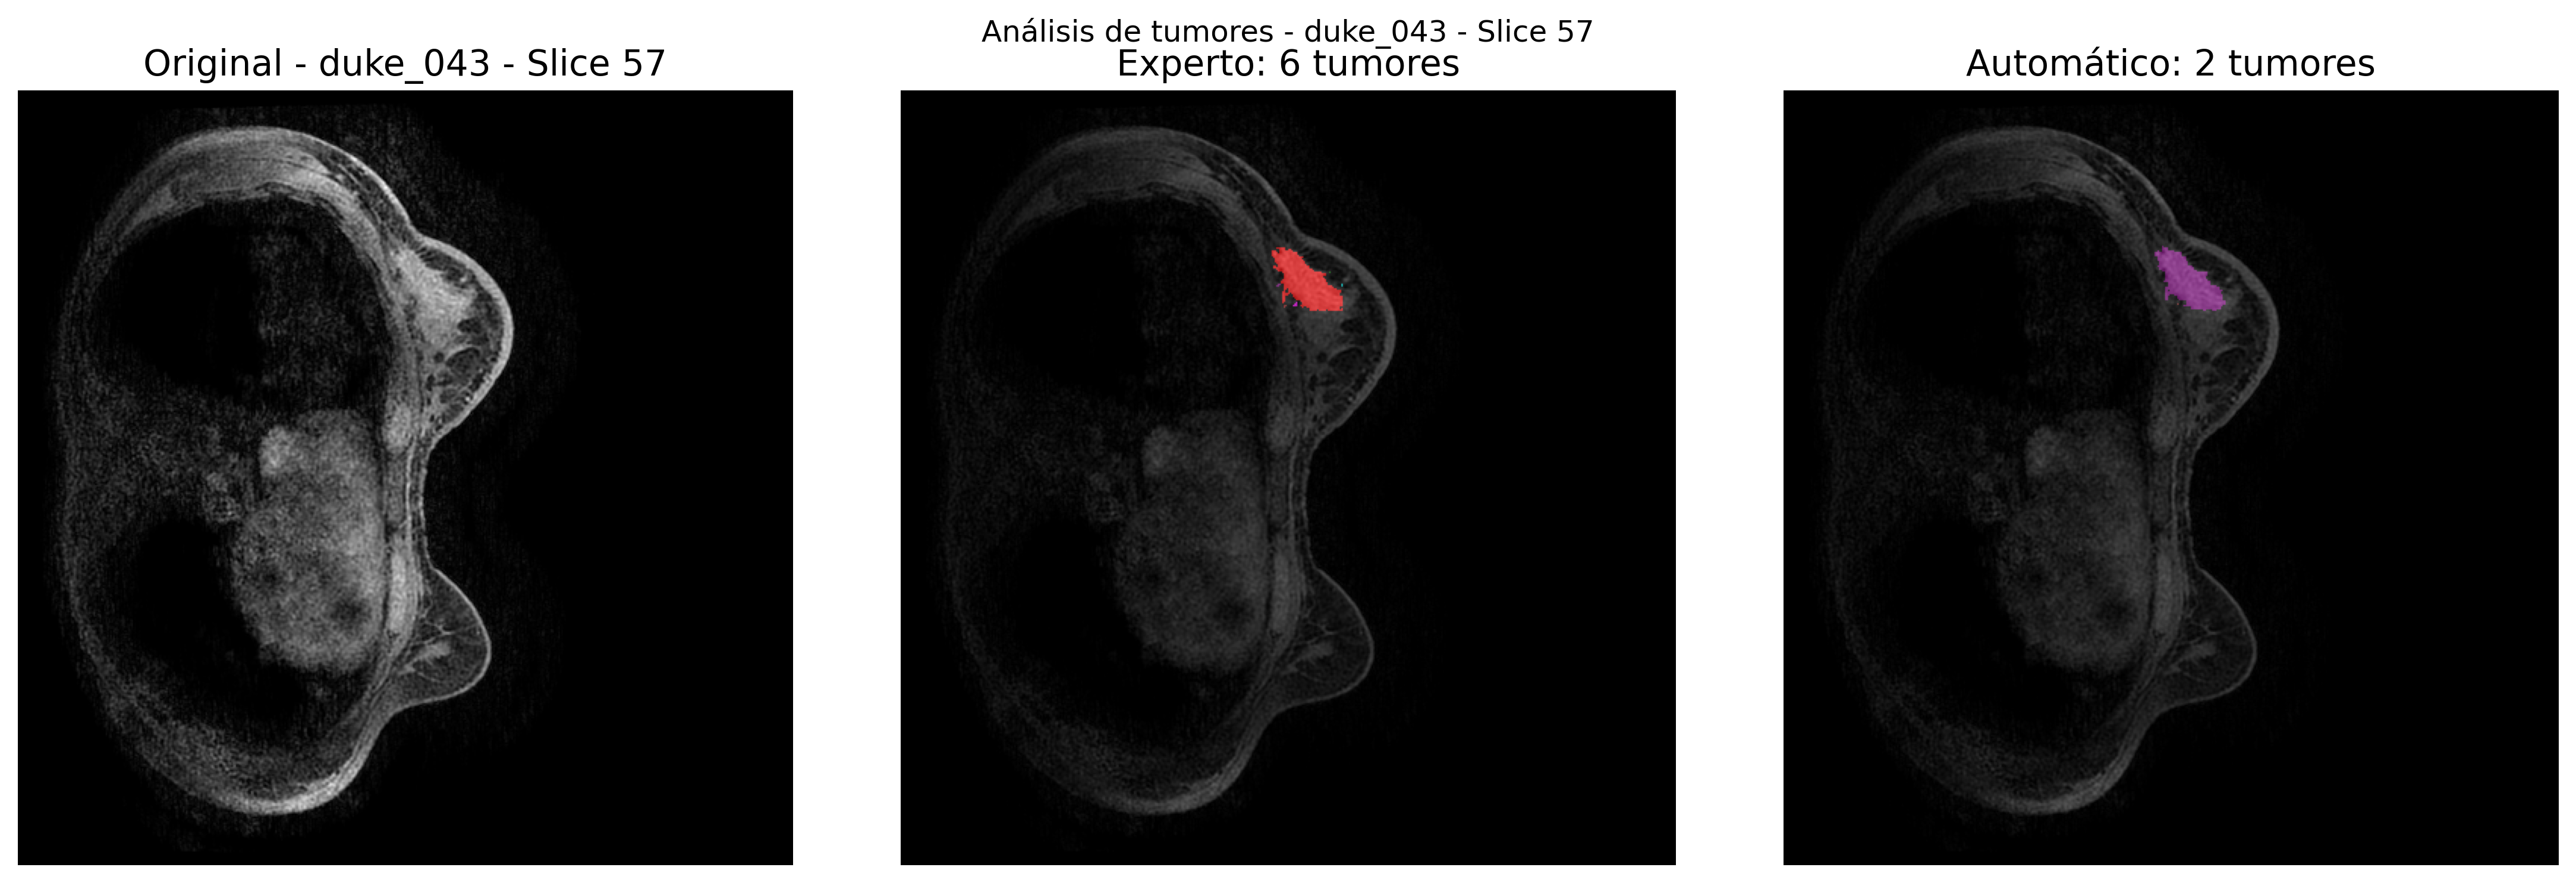 Análisis de tumores - duke_043 - Slice 57
Original - duke_043 - Slice 57
Experto: 6 tumores
Automático: 2 tumores